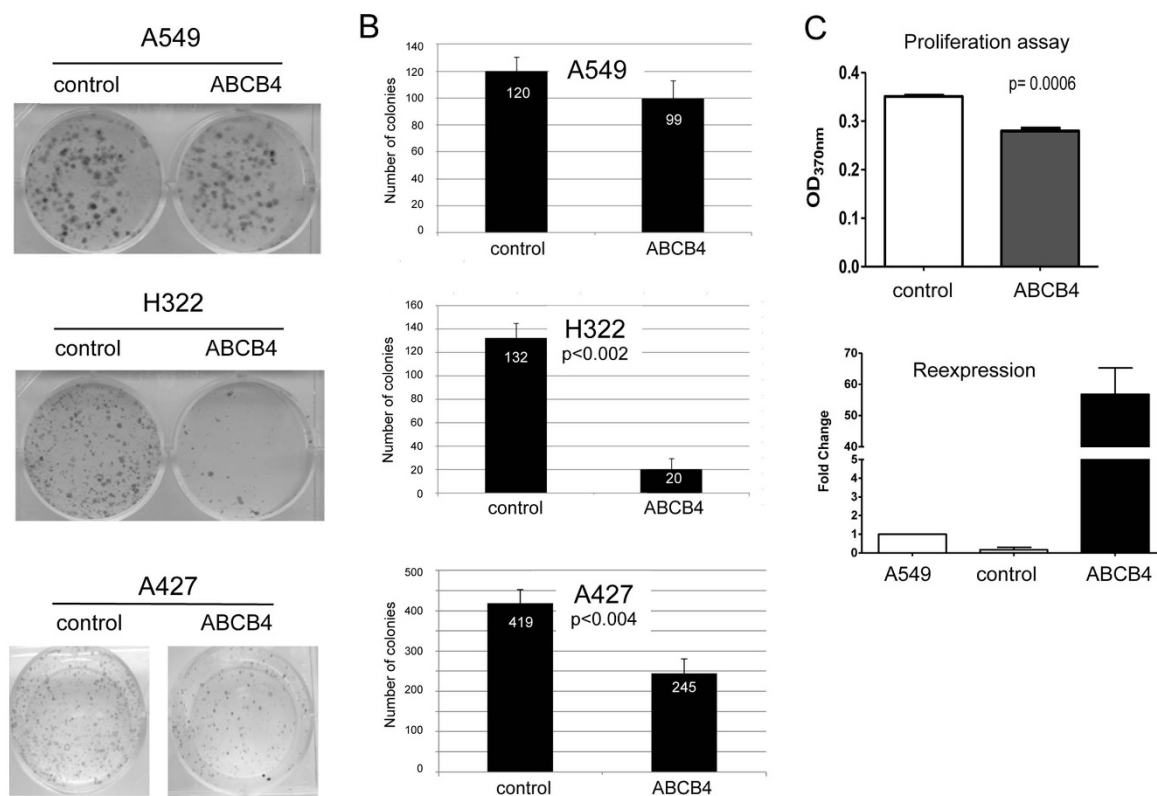 A549
control ABCB4
H322
control ABCB4
A427
control ABCB4
B
Number of colonies
140
120
100
80
60
40
20
0
A549
120
99
control ABCB4
Number of colonies
160
140
120
100
80
60
40
20
0
H322
p<0.002
132
20
control ABCB4
Number of colonies
500
400
300
200
100
0
A427
p<0.004
419
245
control ABCB4
C
Proliferation assay
p= 0.0006
OD370nm
0.4
0.3
0.2
0.1
0.0
control ABCB4
Reexpression
Fold Change
70
60
50
40
5
4
3
2
1
0
A549 control ABCB4